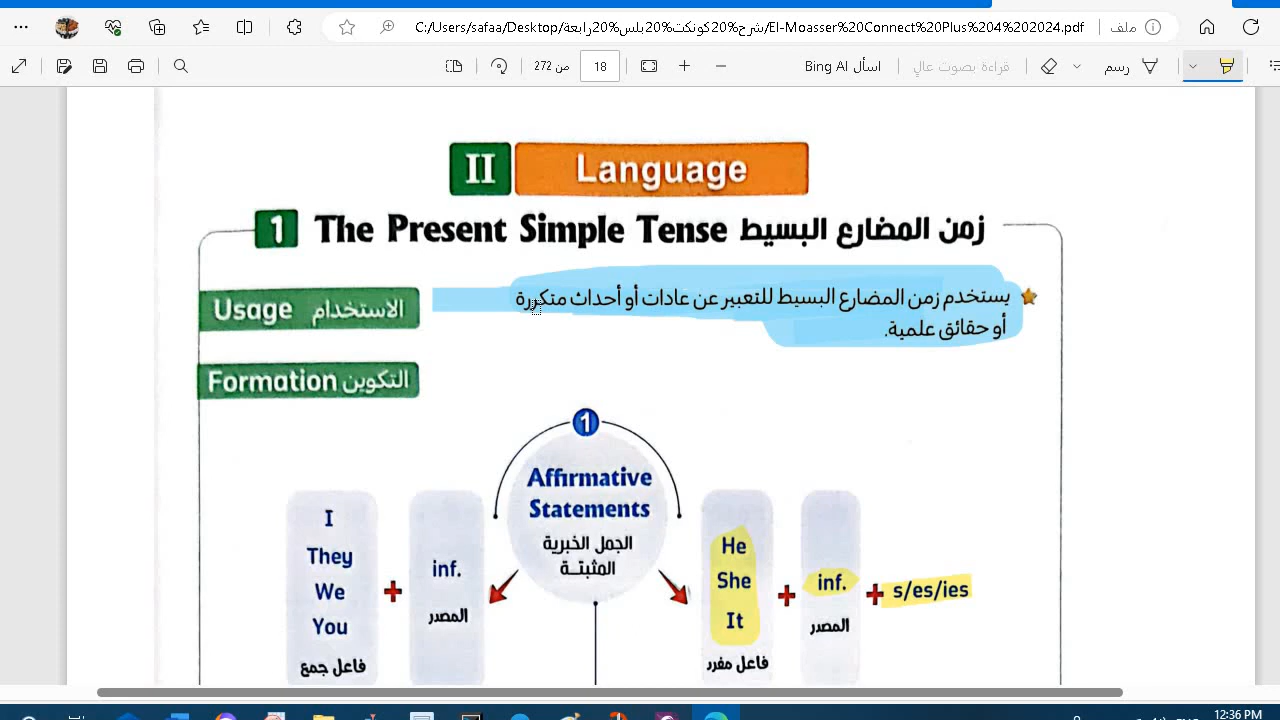 C:/Users/safaa/Desktop/شرح%20كونكت%20بلس%20رابعة/El-Moasser%20Connect%20Plus%204%202024.pdf
ملف
18
من 272
اسأل Bing AI
قراءة بصوت عالٍ
رسم
II Language
1 The Present Simple Tense زمن المضارع البسيط
Usage الاستخدام
يستخدم زمن المضارع البسيط للتعبير عن عادات أو أحداث متكررة
أو حقائق علمية.
Formation التكوين
1
Affirmative
Statements
الجمل الخبرية
المثبتة
I
They
We
You
فاعل جمع
+
inf.
المصدر
He
She
It
فاعل مفرد
+
inf.
المصدر
+ s/es/ies
12:36 PM